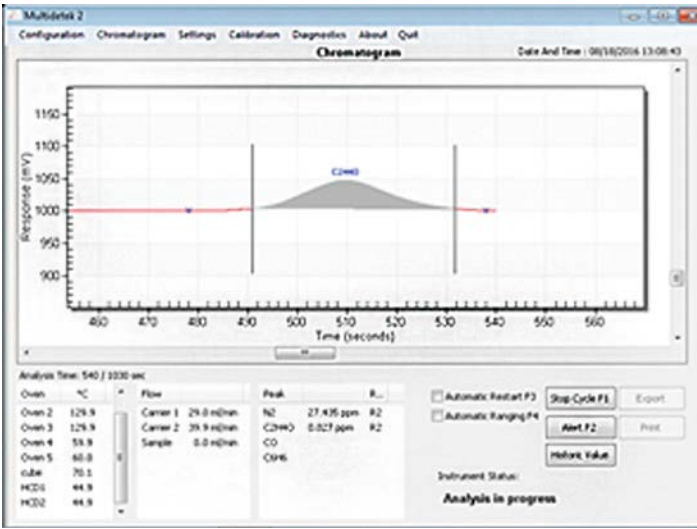 Multidetek 2
Configuration Chromatogram Settings Calibration Diagnostics About Quit
Chromatogram Date And Time : 08/18/2016 13:08:43
1150
1100
1050
1000
950
900
Response (mV)
C2H4O
460 470 480 490 500 510 520 530 540 550 560
Time (seconds)
Analysis Time: 540 / 1030 sec
Oven °C Flow Peak R...
Oven 2 129.9 Carrier 1 29.0 ml/min N2 27.435 ppm R2
Oven 3 129.9 Carrier 2 39.9 ml/min C2H4O 0.027 ppm R2
Oven 4 59.9 Sample 0.0 ml/min CO
Oven 5 60.0 C6H6
cube 70.1
HCD1 44.9
HCD2 44.9
Automatic Restart F3 Stop Cycle F1 Export
Automatic Ranging F4 Alert F2 Print
Historic Value
Instrument Status:
Analysis in progress